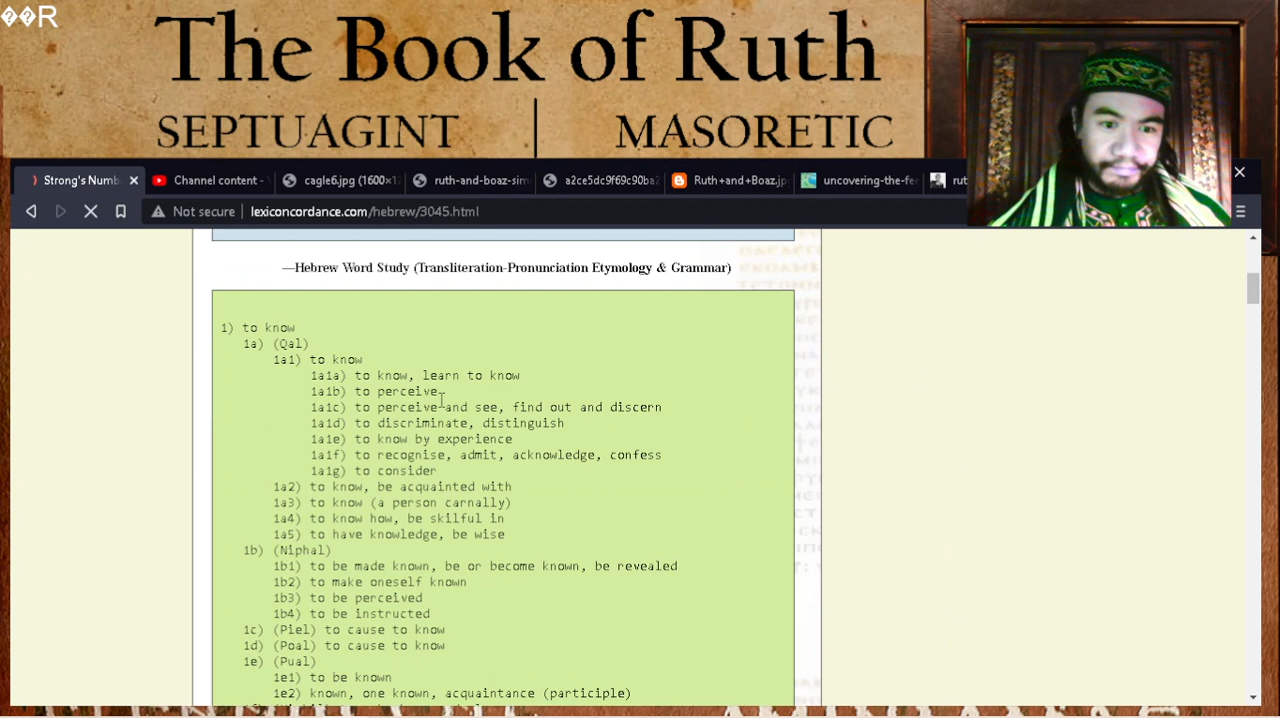 ��R
The Book of Ruth
SEPTUAGINT | MASORETIC
Strong's Numb
Channel content -
cagle6.jpg (1600×1
ruth-and-boaz-sim
a2ce5dc9f69c90ba2
Ruth+and+Boaz.jp
uncovering-the-fe
rut
Not secure
lexiconcordance.com/hebrew/3045.html
—Hebrew Word Study (Transliteration-Pronunciation Etymology & Grammar)
1) to know
1a) (Qal)
1a1) to know
1a1a) to know, learn to know
1a1b) to perceive
1a1c) to perceive and see, find out and discern
1a1d) to discriminate, distinguish
1a1e) to know by experience
1a1f) to recognise, admit, acknowledge, confess
1a1g) to consider
1a2) to know, be acquainted with
1a3) to know (a person carnally)
1a4) to know how, be skilful in
1a5) to have knowledge, be wise
1b) (Niphal)
1b1) to be made known, be or become known, be revealed
1b2) to make oneself known
1b3) to be perceived
1b4) to be instructed
1c) (Piel) to cause to know
1d) (Poal) to cause to know
1e) (Pual)
1e1) to be known
1e2) known, one known, acquaintance (participle)